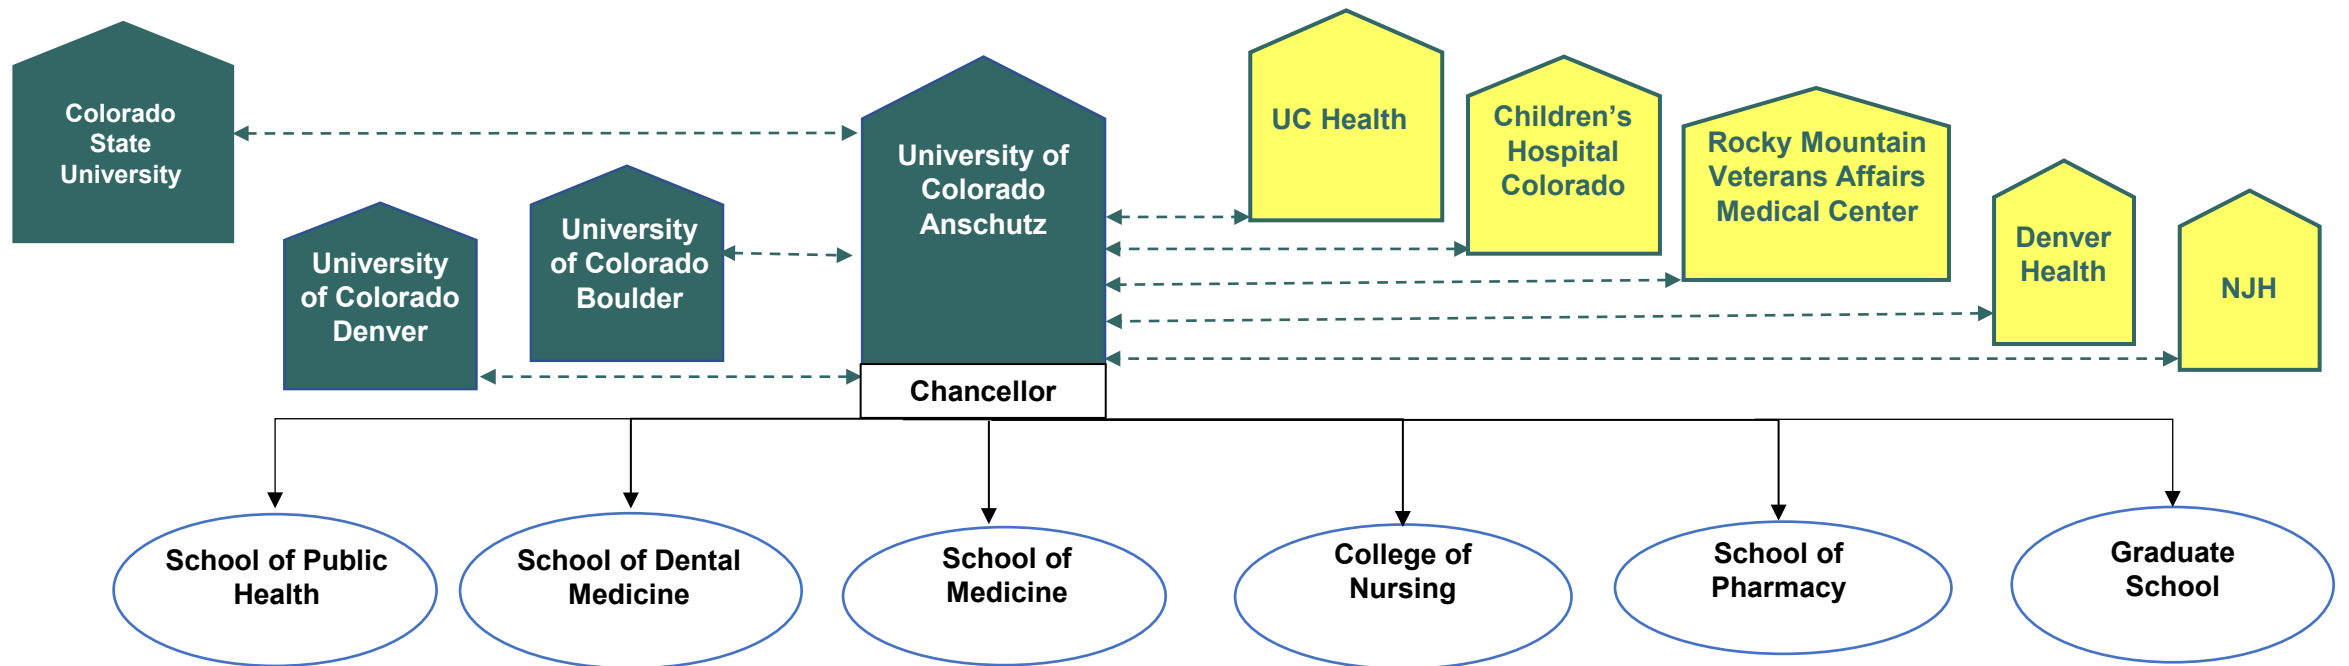 Colorado
State
University
University
of Colorado
Denver
University
of Colorado
Boulder
University of
Colorado
Anschutz
Chancellor
UC Health
Children’s
Hospital
Colorado
Rocky Mountain
Veterans Affairs
Medical Center
Denver
Health
NJH
School of Public
Health
School of Dental
Medicine
School of
Medicine
College of
Nursing
School of
Pharmacy
Graduate
School